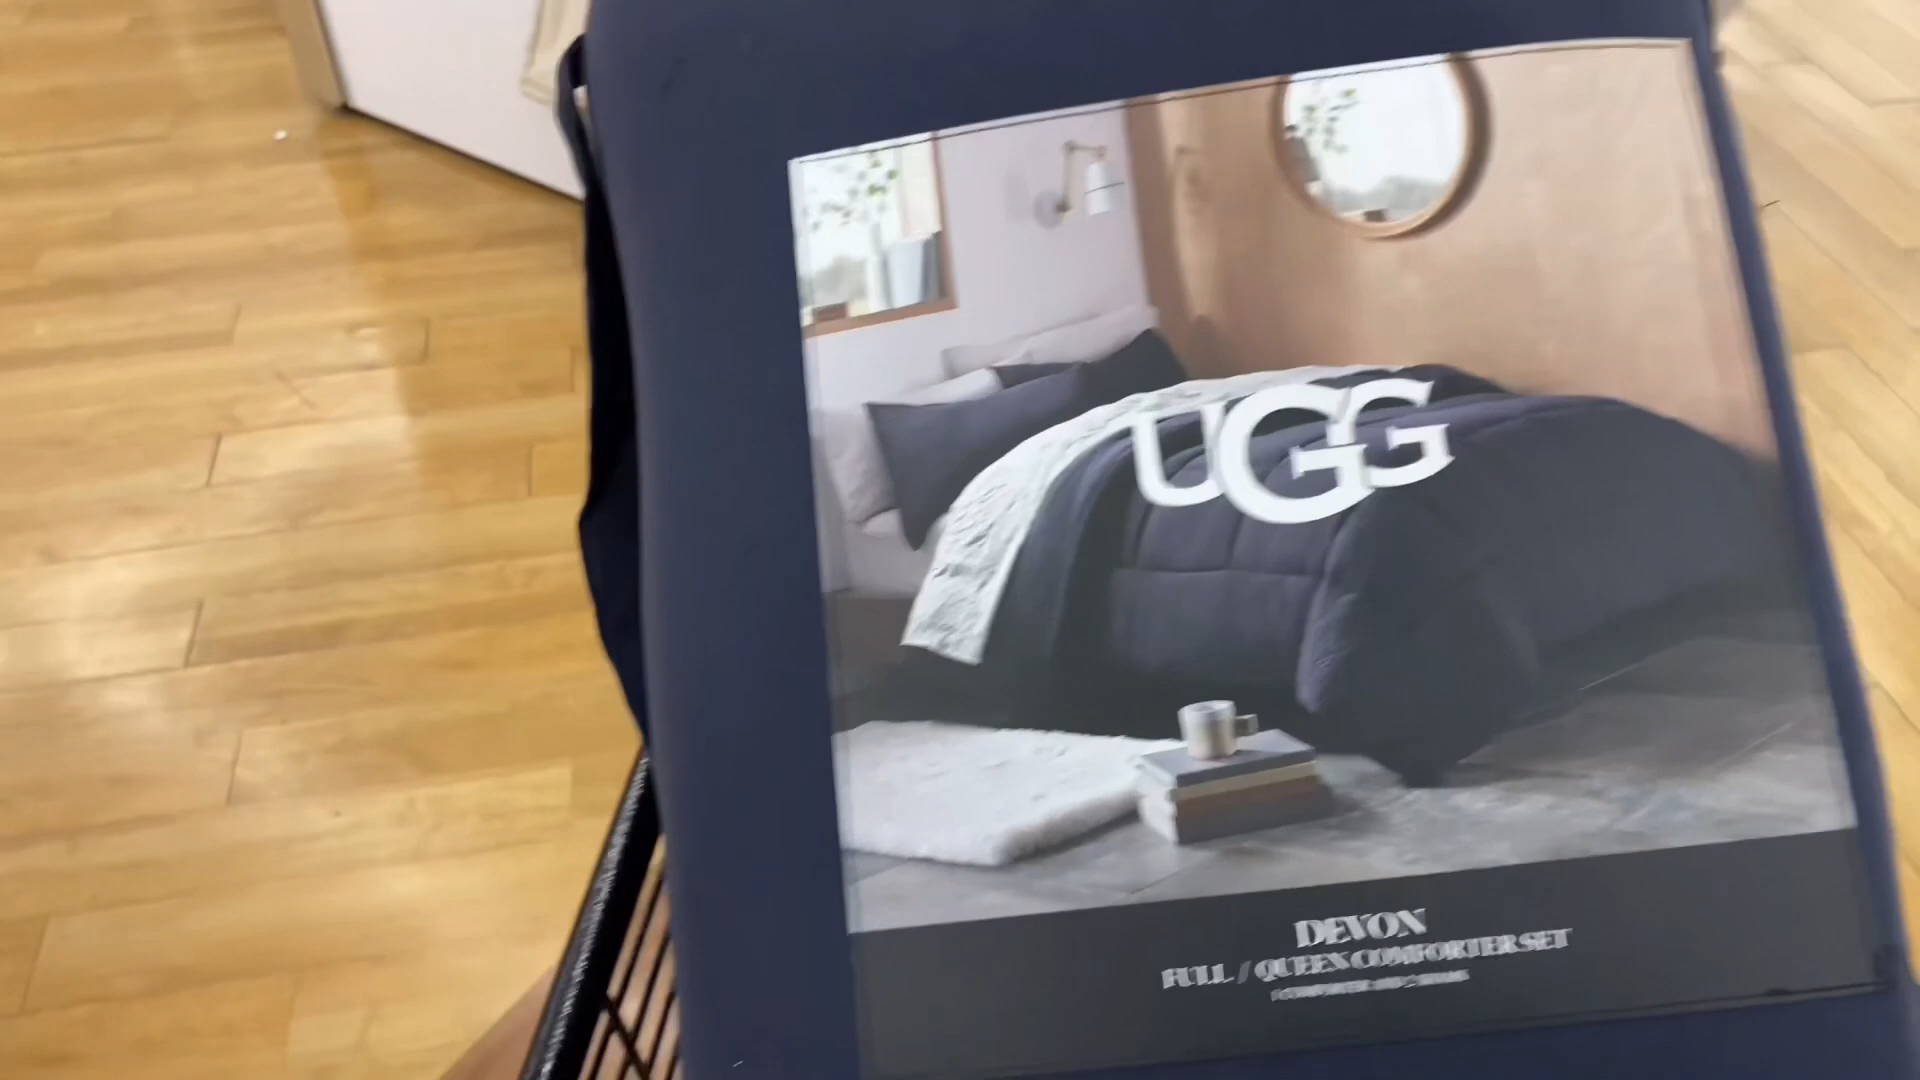 UGG
DEVON
FULL / QUEEN COMFORTER SET